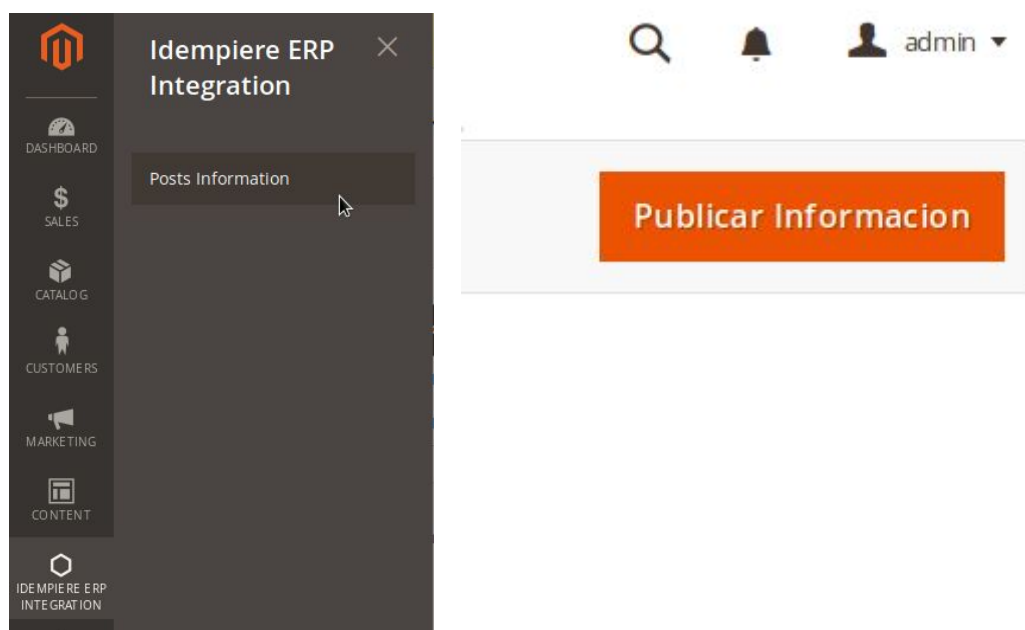 Idempiere ERP
Integration
DASHBOARD
SALES
CATALOG
CUSTOMERS
MARKETING
CONTENT
IDEMPIERE ERP
INTEGRATION
Posts Information
admin
Publicar Informacion